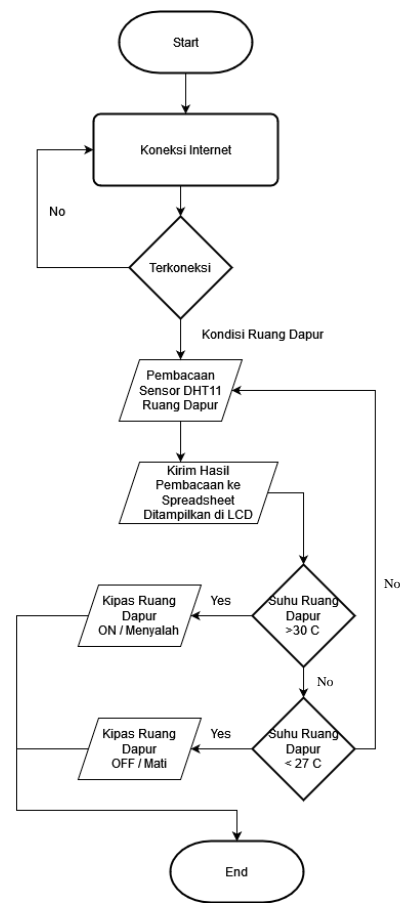 Start
Koneksi Internet
No
Terkoneksi
Kondisi Ruang Dapur
Pembacaan
Sensor DHT11
Ruang Dapur
Kirim Hasil
Pembacaan ke
Spreadsheet
Ditampilkan di LCD
No
Kipas Ruang
Dapur
ON / Menyalah
Yes
Suhu Ruang
Dapur
>30 C
No
Kipas Ruang
Dapur
OFF / Mati
Yes
Suhu Ruang
Dapur
< 27 C
End